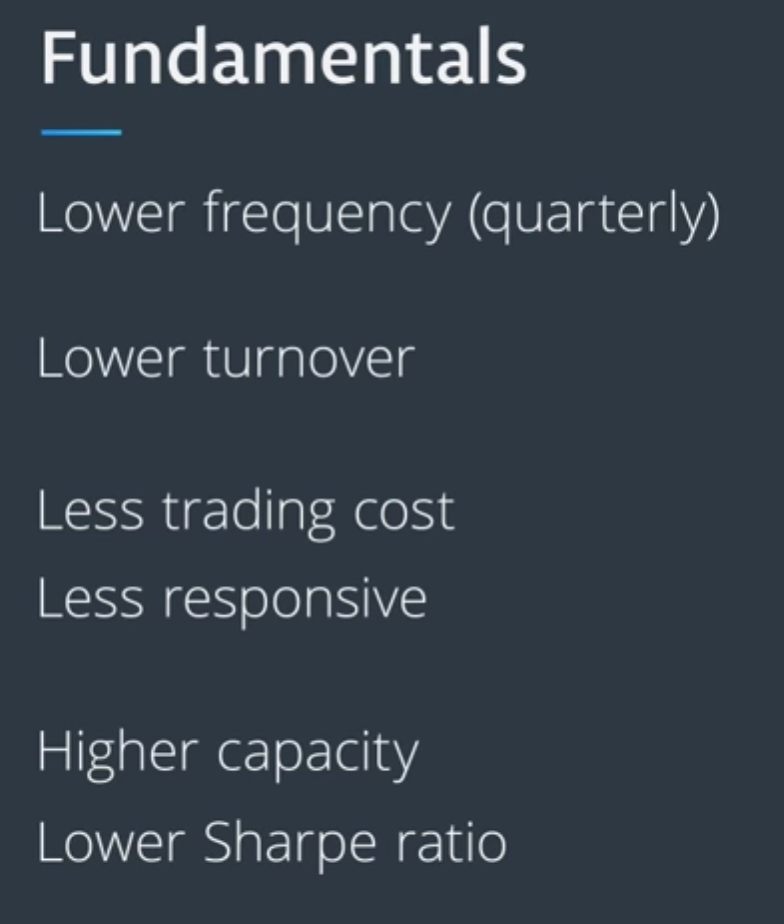 Fundamentals
Lower frequency (quarterly)
Lower turnover
Less trading cost
Less responsive
Higher capacity
Lower Sharpe ratio